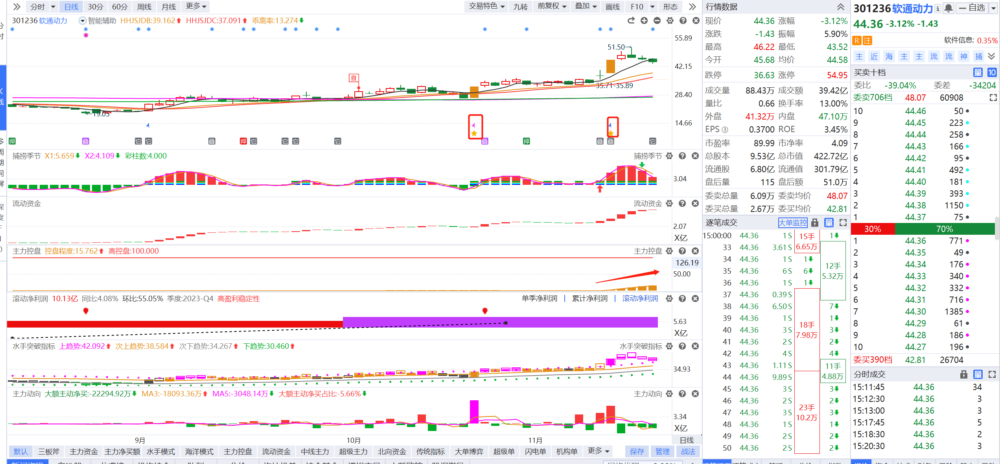 分时 日线 30分 60分 周线 月线 更多 交易特色 九转 前复权 叠加 画线 F10 形态
301236 软通动力 智能辅助 HHJSJDB:39.162 HHJSJDC:37.091 乖离率:13.274
55.89
51.50→
42.15
自
35.71-35.89
28.40
←19.05
14.66
押 叠 它 它 叠 押 它 它 它 它 叠 押 叠 叠 它
捕捞季节 X1:5.659 X2:4.109 彩柱数:4.000 捕捞季节
3.04
流动资金 流动资金
2.07
X亿
主力控盘 控盘程度:15.762 高控盘:100.000 主力控盘
126.19
50.00
滚动净利润 10.13亿 同比:4.08% 环比:55.05% 季度:2023-Q4 高盈利稳定性 单季净利润 | 累计净利润 | 滚动净利润
5.63
X亿
水手突破指标 上趋势:42.092 次上趋势:38.584 次下趋势:34.267 下趋势:30.460 水手突破指标
34.93
主力动向 大额主动净买:-22294.92万 MA3:-18093.36万 MA5:-3048.14万 大额主动净买占比:-5.66% 主力动向
3.34
X亿
9月 10月 11月 日线
默认 三板斧 主力资金 主力净买额 水手模式 海洋模式 主力控盘 流动资金 中线主力 超级主力 北向资金 传统指标 大单博弈 超级单 闪电单 机构单 更多 保存 管理 战法
行情数据
现价 44.36 涨幅 -3.12%
涨跌 -1.43 振幅 5.90%
最高 46.22 最低 43.52
今开 45.68 均价 44.58
跌停 36.63 涨停 54.95
成交量 88.43万 成交额 39.42亿
量比 0.66 换手率 13.00%
外盘 41.32万 内盘 47.10万
EPS ③ 0.3700 ROE 3.45%
市盈率 89.99 市净率 4.09
总股本 9.53亿 总市值 422.72亿
流通股 6.80亿 流通值 301.79亿
盘后量 115 盘后额 51.0万
委卖总量 6.09万 委卖均价 48.07
委买总量 2.67万 委买均价 42.81
逐笔成交 大单监控 量
15:00:00 44.36 1 S 15手 1
33 44.36 3.61 S 6.65万
34 44.36 1 S 1 12手
35 44.36 6 S 6 5.32万
36 44.36 1 S 1
37 44.36 0.39 S
38 44.36 6.50 S 7
39 44.36 1 S 18手 1
40 44.36 3 S 7.98万 3
41 44.36 2 S 2
42 44.36 4 S 4
43 44.36 1.11 S 11手
44 44.36 9.89 S 4.88万
45 44.36 3 S 3
46 44.36 2 S 23手 2
47 44.36 3 S 10.2万 3
48 44.36 1 S 1
49 44.36 2 S 2
50 44.36 2 S 2
301236 软通动力 i 自选
44.36 -3.12% -1.43
R 注 软件信息: 0.35%
主 近 海 主 主 流 流 神 捕
买卖十档 量 10
委比 -39.04% 委差 -34204
委卖706档 48.07 60908
10 44.46 50
9 44.45 223
8 44.44 258
7 44.43 166
6 44.42 95
5 44.41 492
4 44.40 181
3 44.39 393
2 44.38 1150
1 44.37 75
30% 70%
1 44.36 771
2 44.35 49
3 44.34 176
4 44.33 340
5 44.32 332
6 44.31 716
7 44.30 1385
8 44.29 61
9 44.28 186
10 44.27 196
委买390档 42.81 26704
分时成交 量
15:11:45 44.36 34
15:12:30 44.36 3
15:13:00 44.36 3
15:17:45 44.36 5
15:18:30 44.36 2
15:20:30 44.36 3